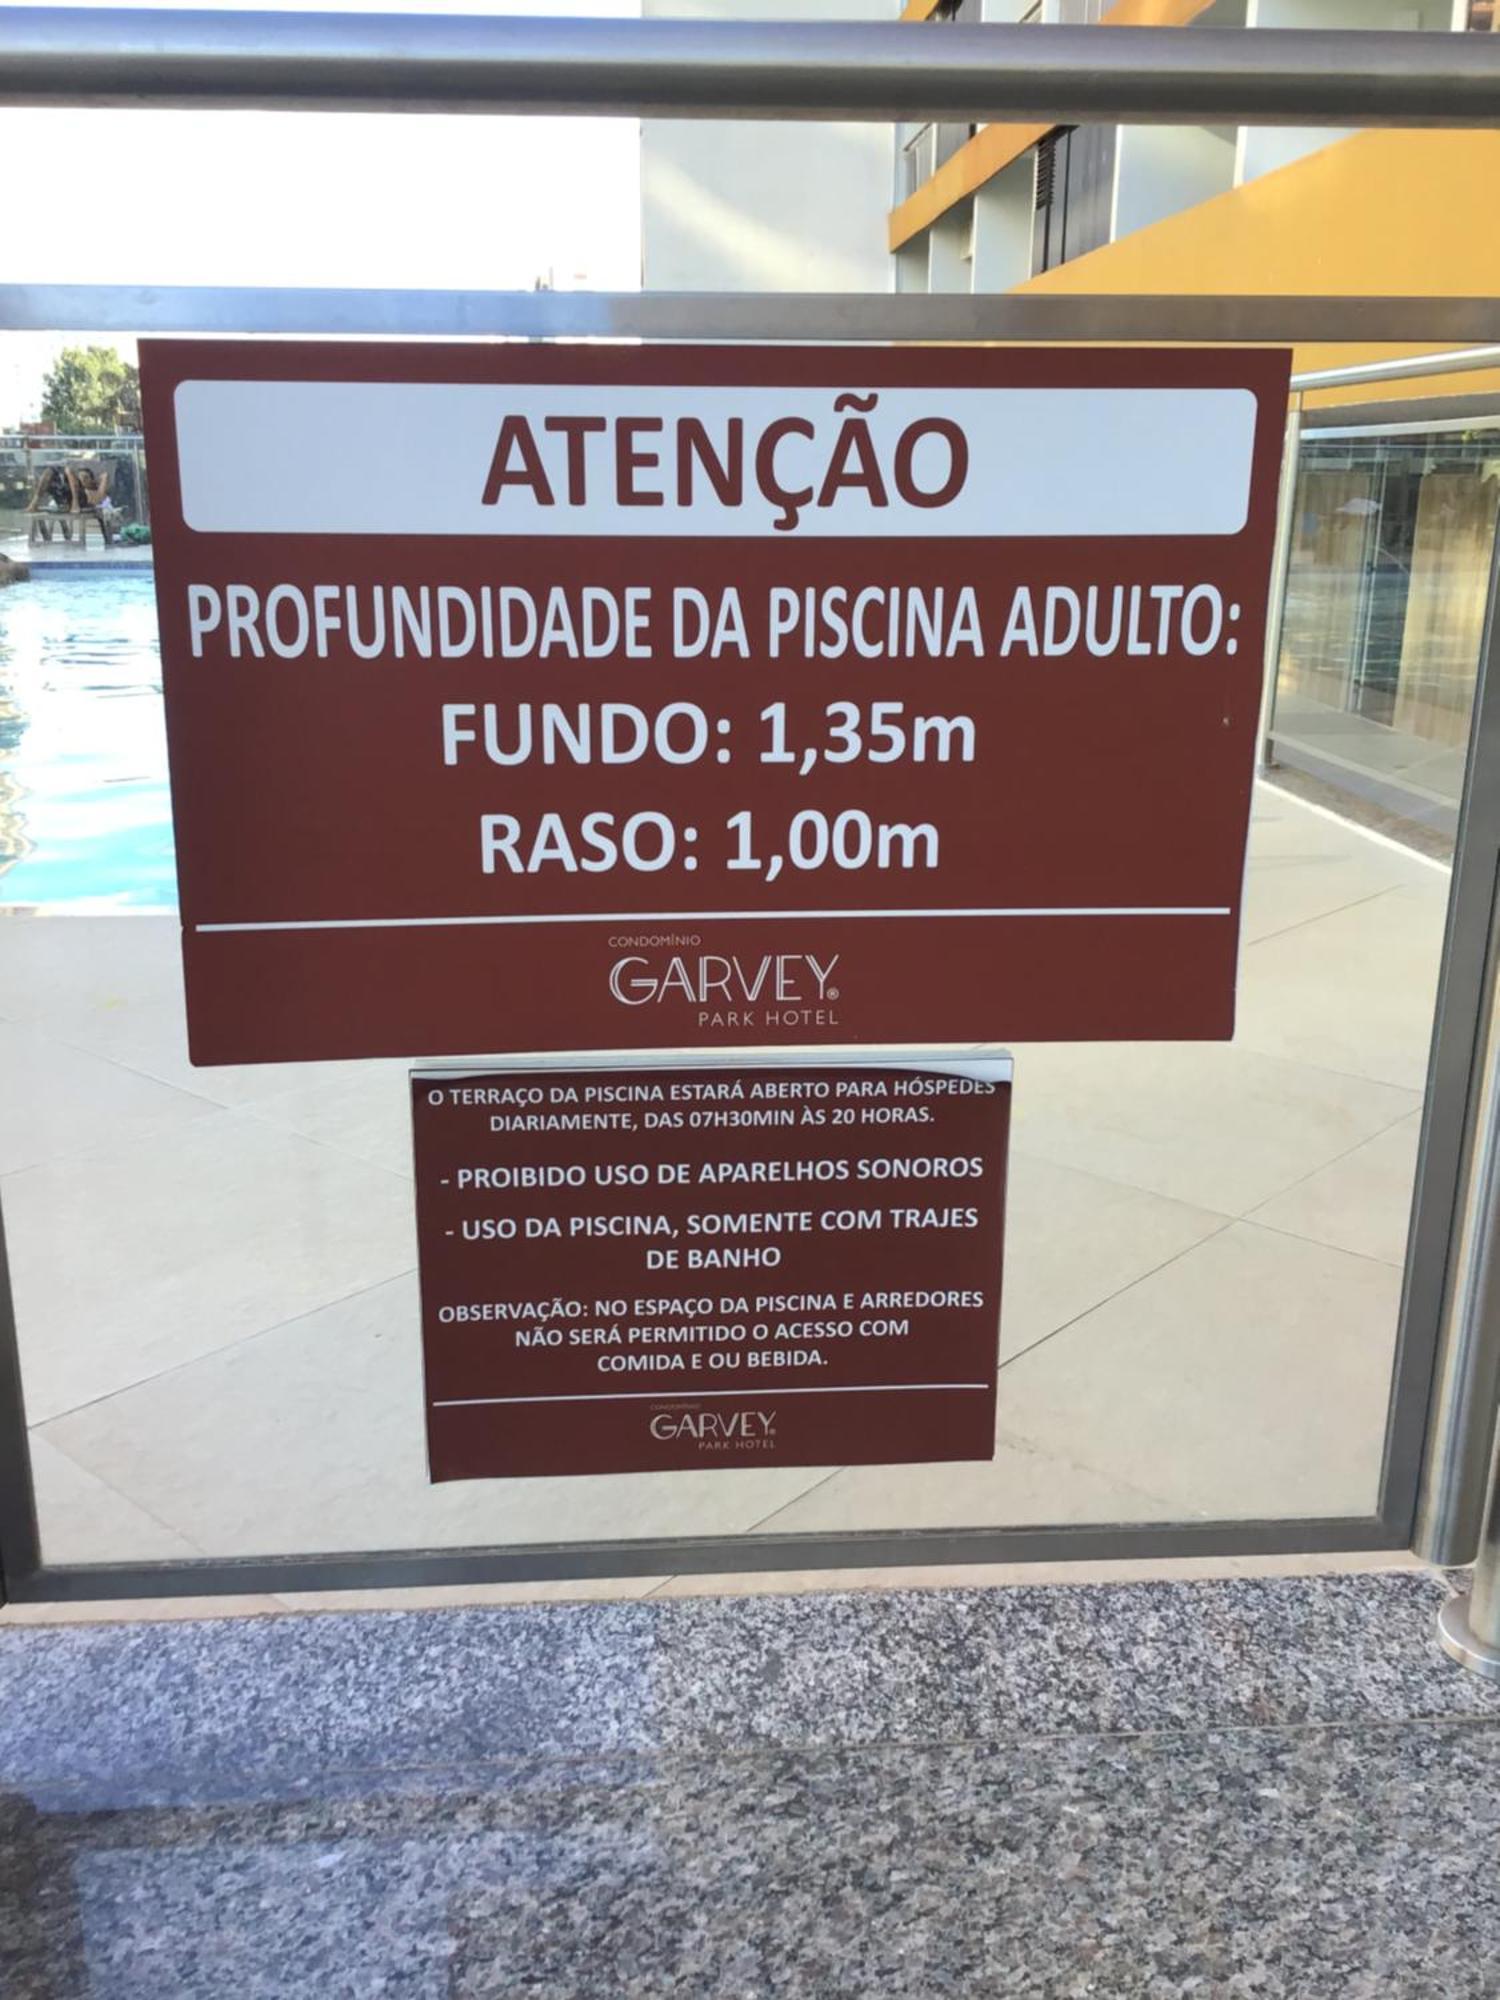 ATENÇÃO
PROFUNDIDADE DA PISCINA ADULTO:
FUNDO: 1,35m
RASO: 1,00m
CONDOMÍNIO
GARVEY®
PARK HOTEL
O TERRAÇO DA PISCINA ESTARÁ ABERTO PARA HÓSPEDES
DIARIAMENTE, DAS 07H30MIN ÀS 20 HORAS.
- PROIBIDO USO DE APARELHOS SONOROS
- USO DA PISCINA, SOMENTE COM TRAJES
DE BANHO
OBSERVAÇÃO: NO ESPAÇO DA PISCINA E ARREDORES
NÃO SERÁ PERMITIDO O ACESSO COM
COMIDA E OU BEBIDA.
CONDOMÍNIO
GARVEY®
PARK HOTEL